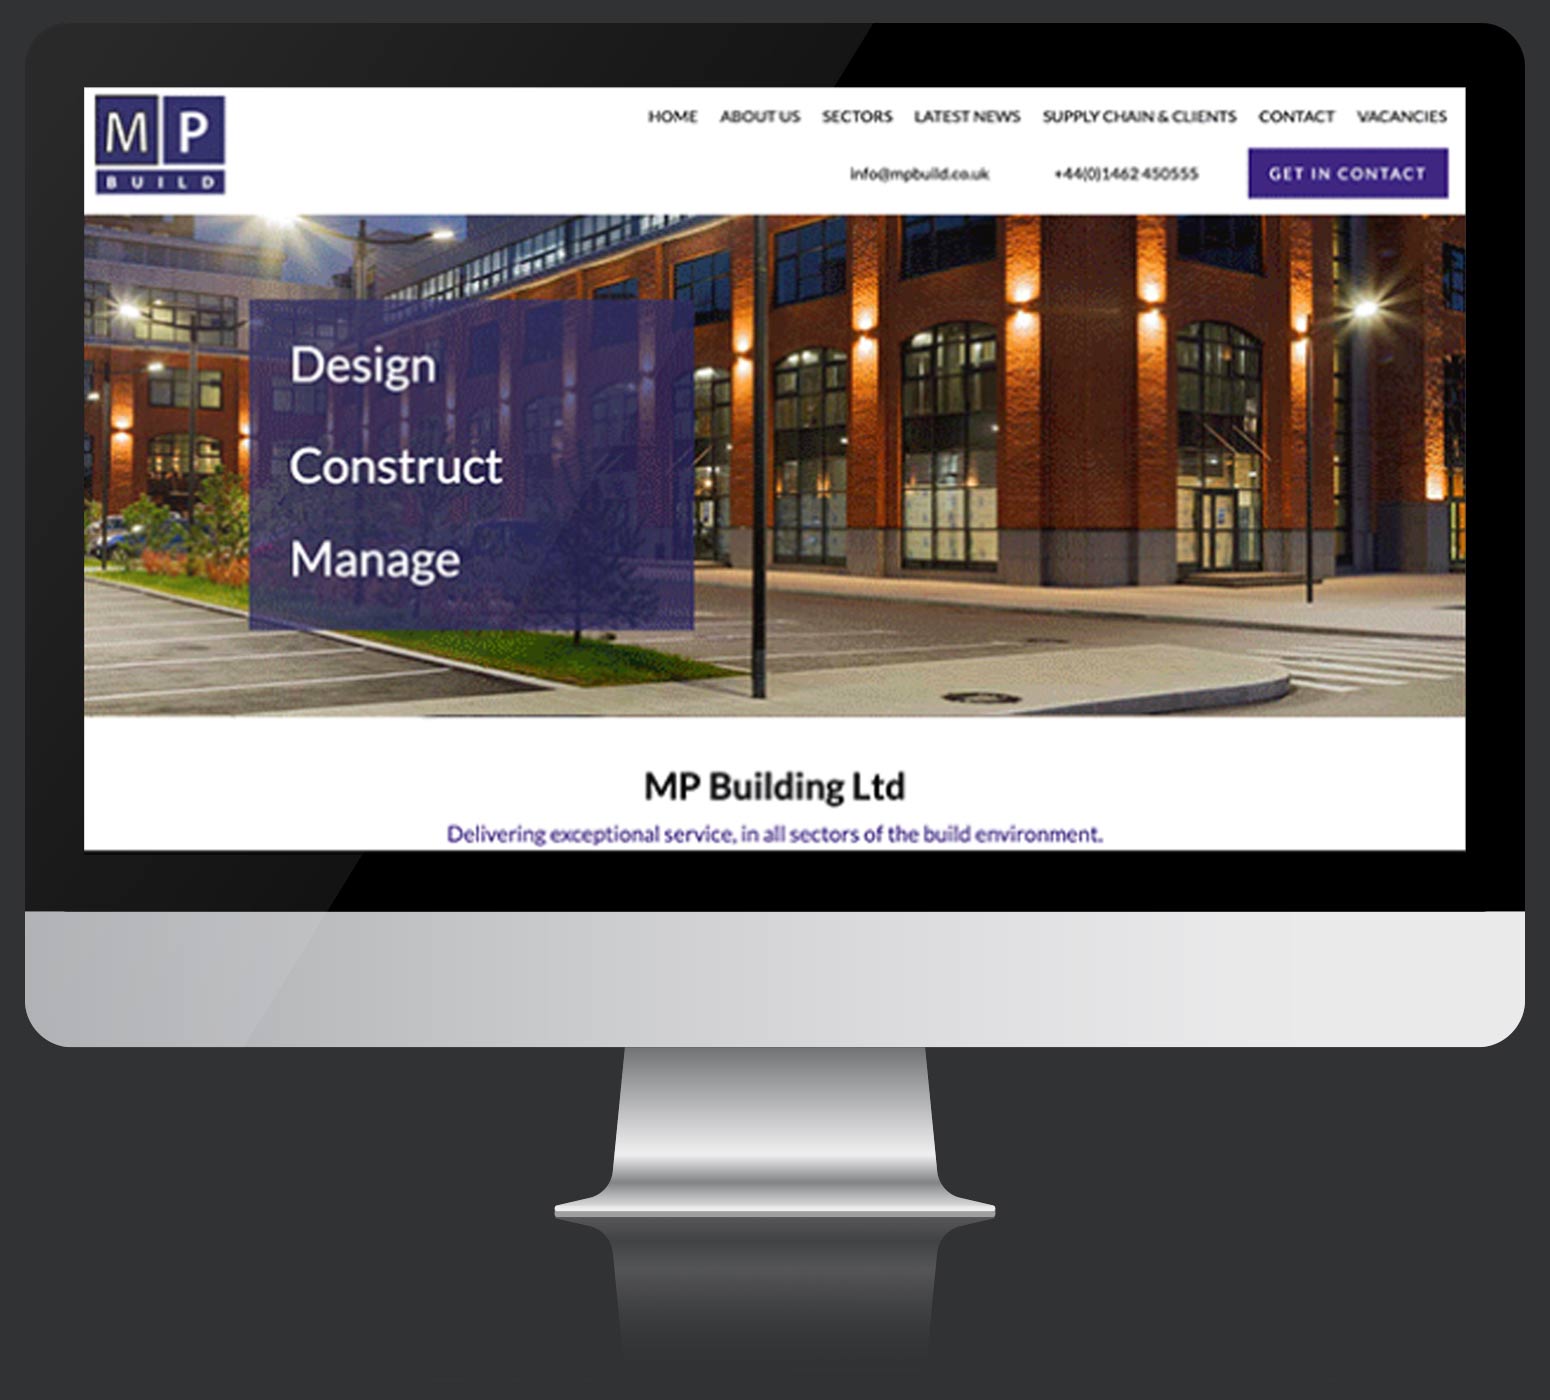 M P
BUILD
HOME ABOUT US SECTORS LATEST NEWS SUPPLY CHAIN & CLIENTS CONTACT VACANCIES
info@mpbuild.co.uk +44(0)1462 450555 GET IN CONTACT
Design
Construct
Manage
MP Building Ltd
Delivering exceptional service, in all sectors of the build environment.